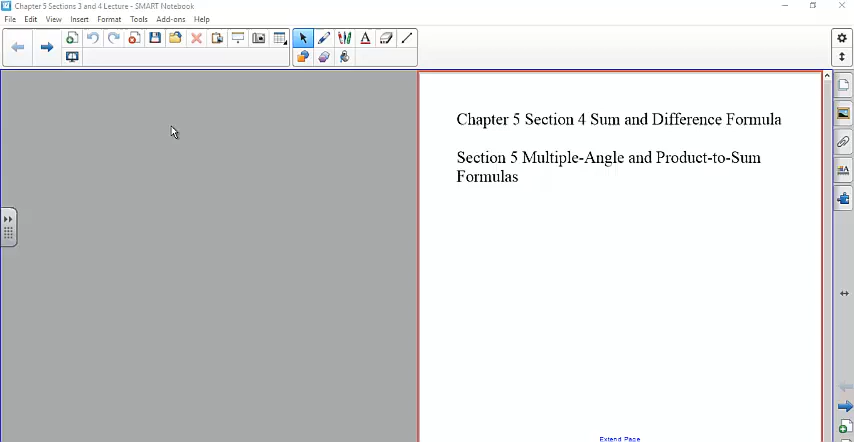 Chapter 5 Sections 3 and 4 Lecture - SMART Notebook
File Edit View Insert Format Tools Add-ons Help
Chapter 5 Section 4 Sum and Difference Formula
Section 5 Multiple-Angle and Product-to-Sum
Formulas
Extend Page